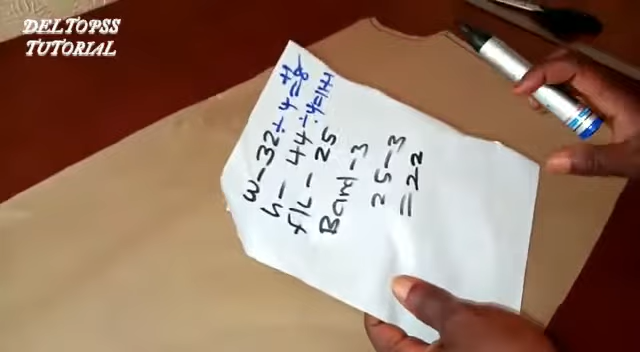 DELTOPSS
TUTORIAL
W - 32 ÷ 4 = 8
h - 44 ÷ 4 = 11
f/L - 25
Band - 3
25 - 3
= 22